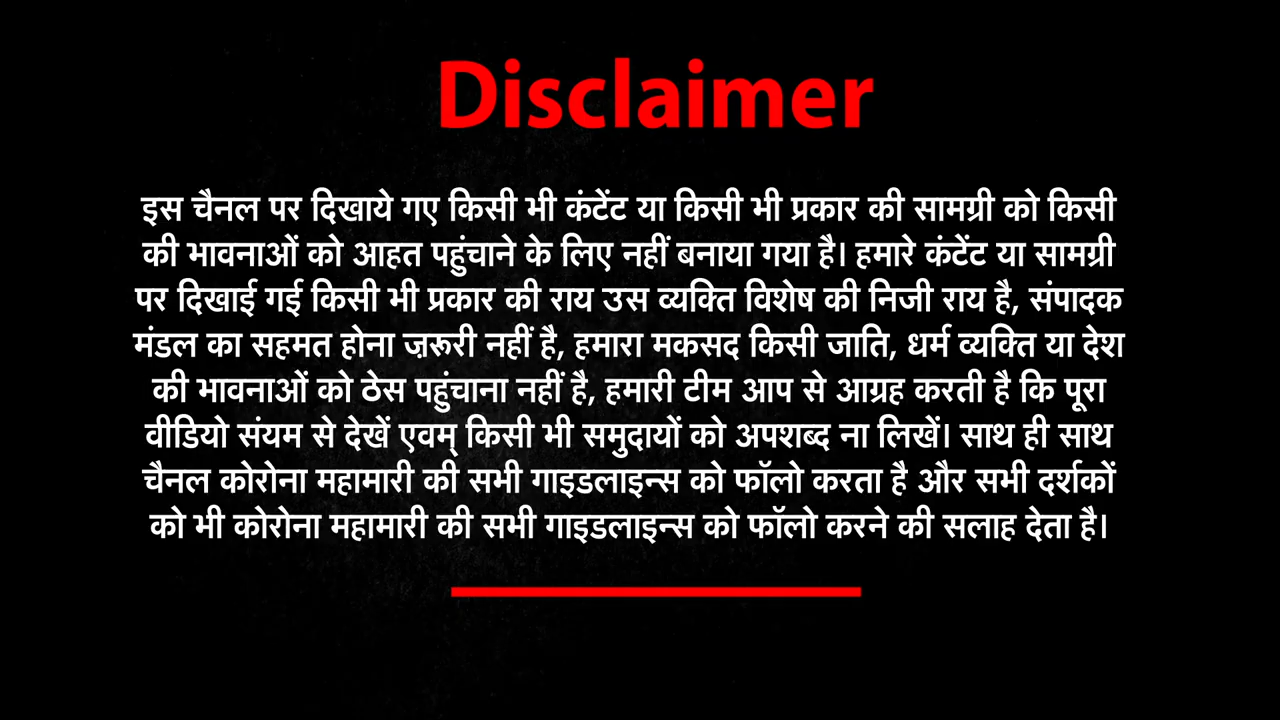 Disclaimer
इस चैनल पर दिखाये गए किसी भी कंटेंट या किसी भी प्रकार की सामग्री को किसी
की भावनाओं को आहत पहुंचाने के लिए नहीं बनाया गया है। हमारे कंटेंट या सामग्री
पर दिखाई गई किसी भी प्रकार की राय उस व्यक्ति विशेष की निजी राय है, संपादक
मंडल का सहमत होना ज़रूरी नहीं है, हमारा मकसद किसी जाति, धर्म व्यक्ति या देश
की भावनाओं को ठेस पहुंचाना नहीं है, हमारी टीम आप से आग्रह करती है कि पूरा
वीडियो संयम से देखें एवम् किसी भी समुदायों को अपशब्द ना लिखें। साथ ही साथ
चैनल कोरोना महामारी की सभी गाइडलाइन्स को फॉलो करता है और सभी दर्शकों
को भी कोरोना महामारी की सभी गाइडलाइन्स को फॉलो करने की सलाह देता है।